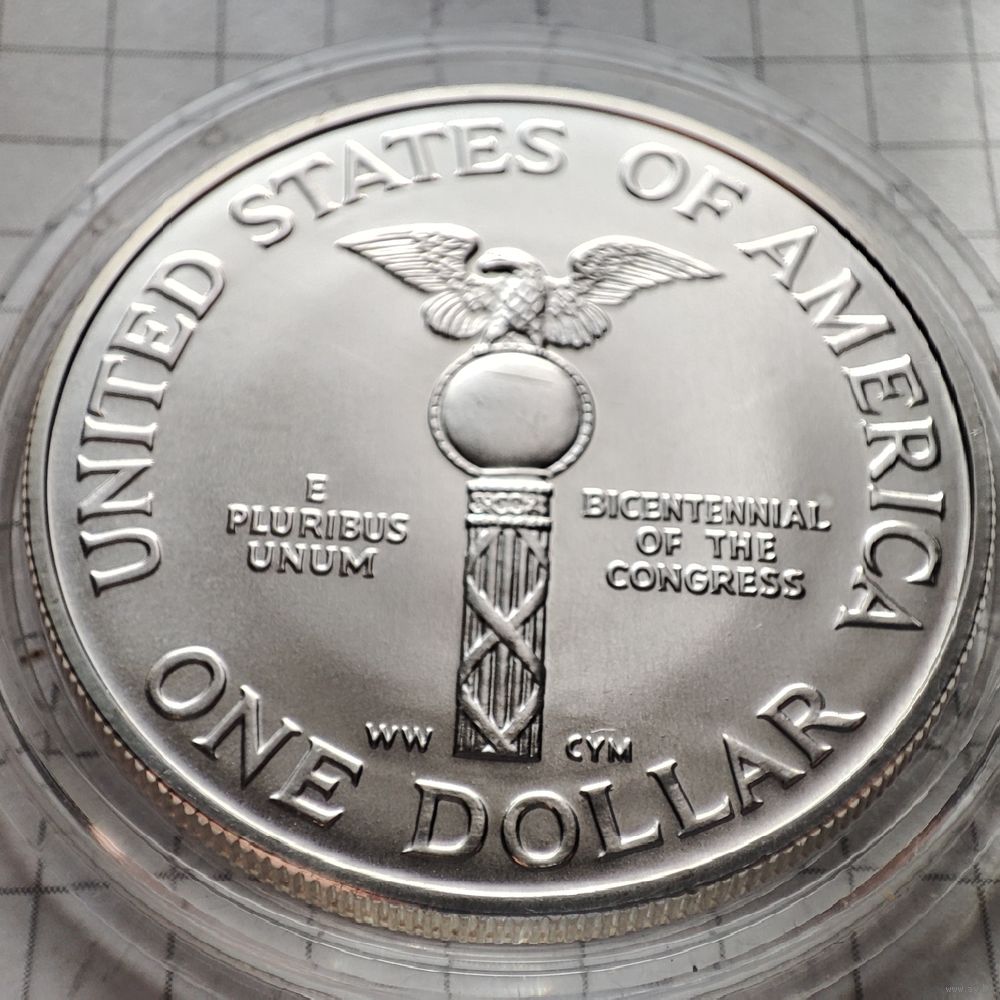 UNITED STATES OF AMERICA
E
PLURIBUS
UNUM
BICENTENNIAL
OF THE
CONGRESS
WW
CYM
ONE DOLLAR